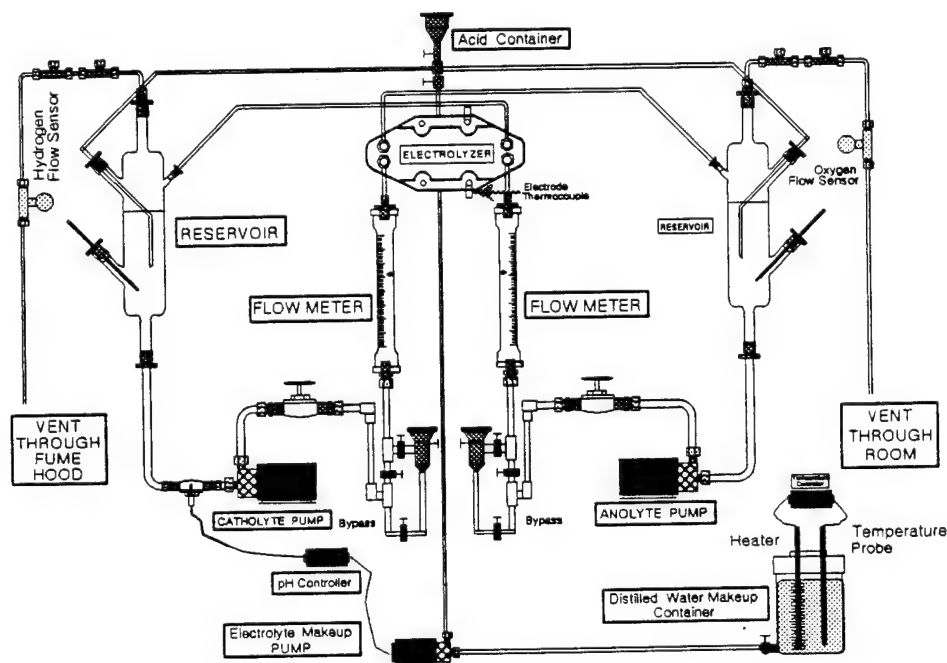 Acid Container
Hydrogen
Flow Sensor
ELECTROLYZER
Oxygen
Flow Sensor
Electrode
Thermocouple
RESERVOIR
RESERVOIR
FLOW METER
FLOW METER
VENT
THROUGH
FUME
HOOD
VENT
THROUGH
ROOM
CATHOLYTE PUMP
Bypass
Bypass
ANOLYTE PUMP
Heater
Temperature
Probe
pH Controller
Distilled Water Makeup
Container
Electrolyte Makeup
PUMP